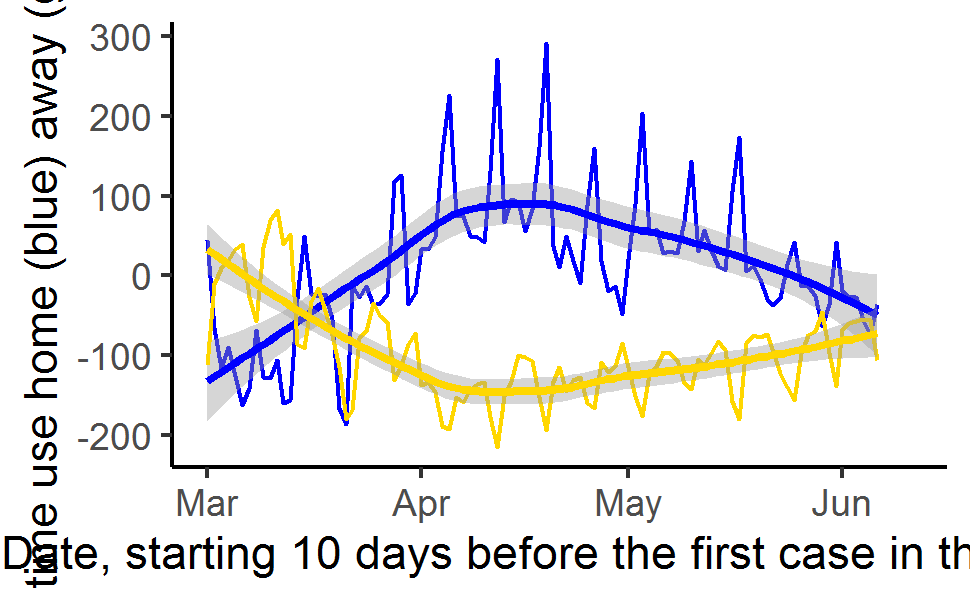 time use home (blue) away (
300
200
100
0
-100
-200
Mar Apr May Jun
Date, starting 10 days before the first case in th